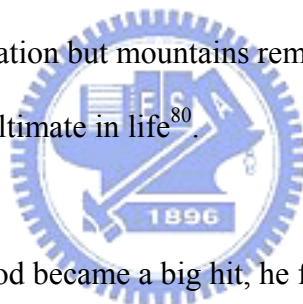 ation but mountains rem
ltimate in life⁸⁰.
E S A
1896
od became a big hit, he f